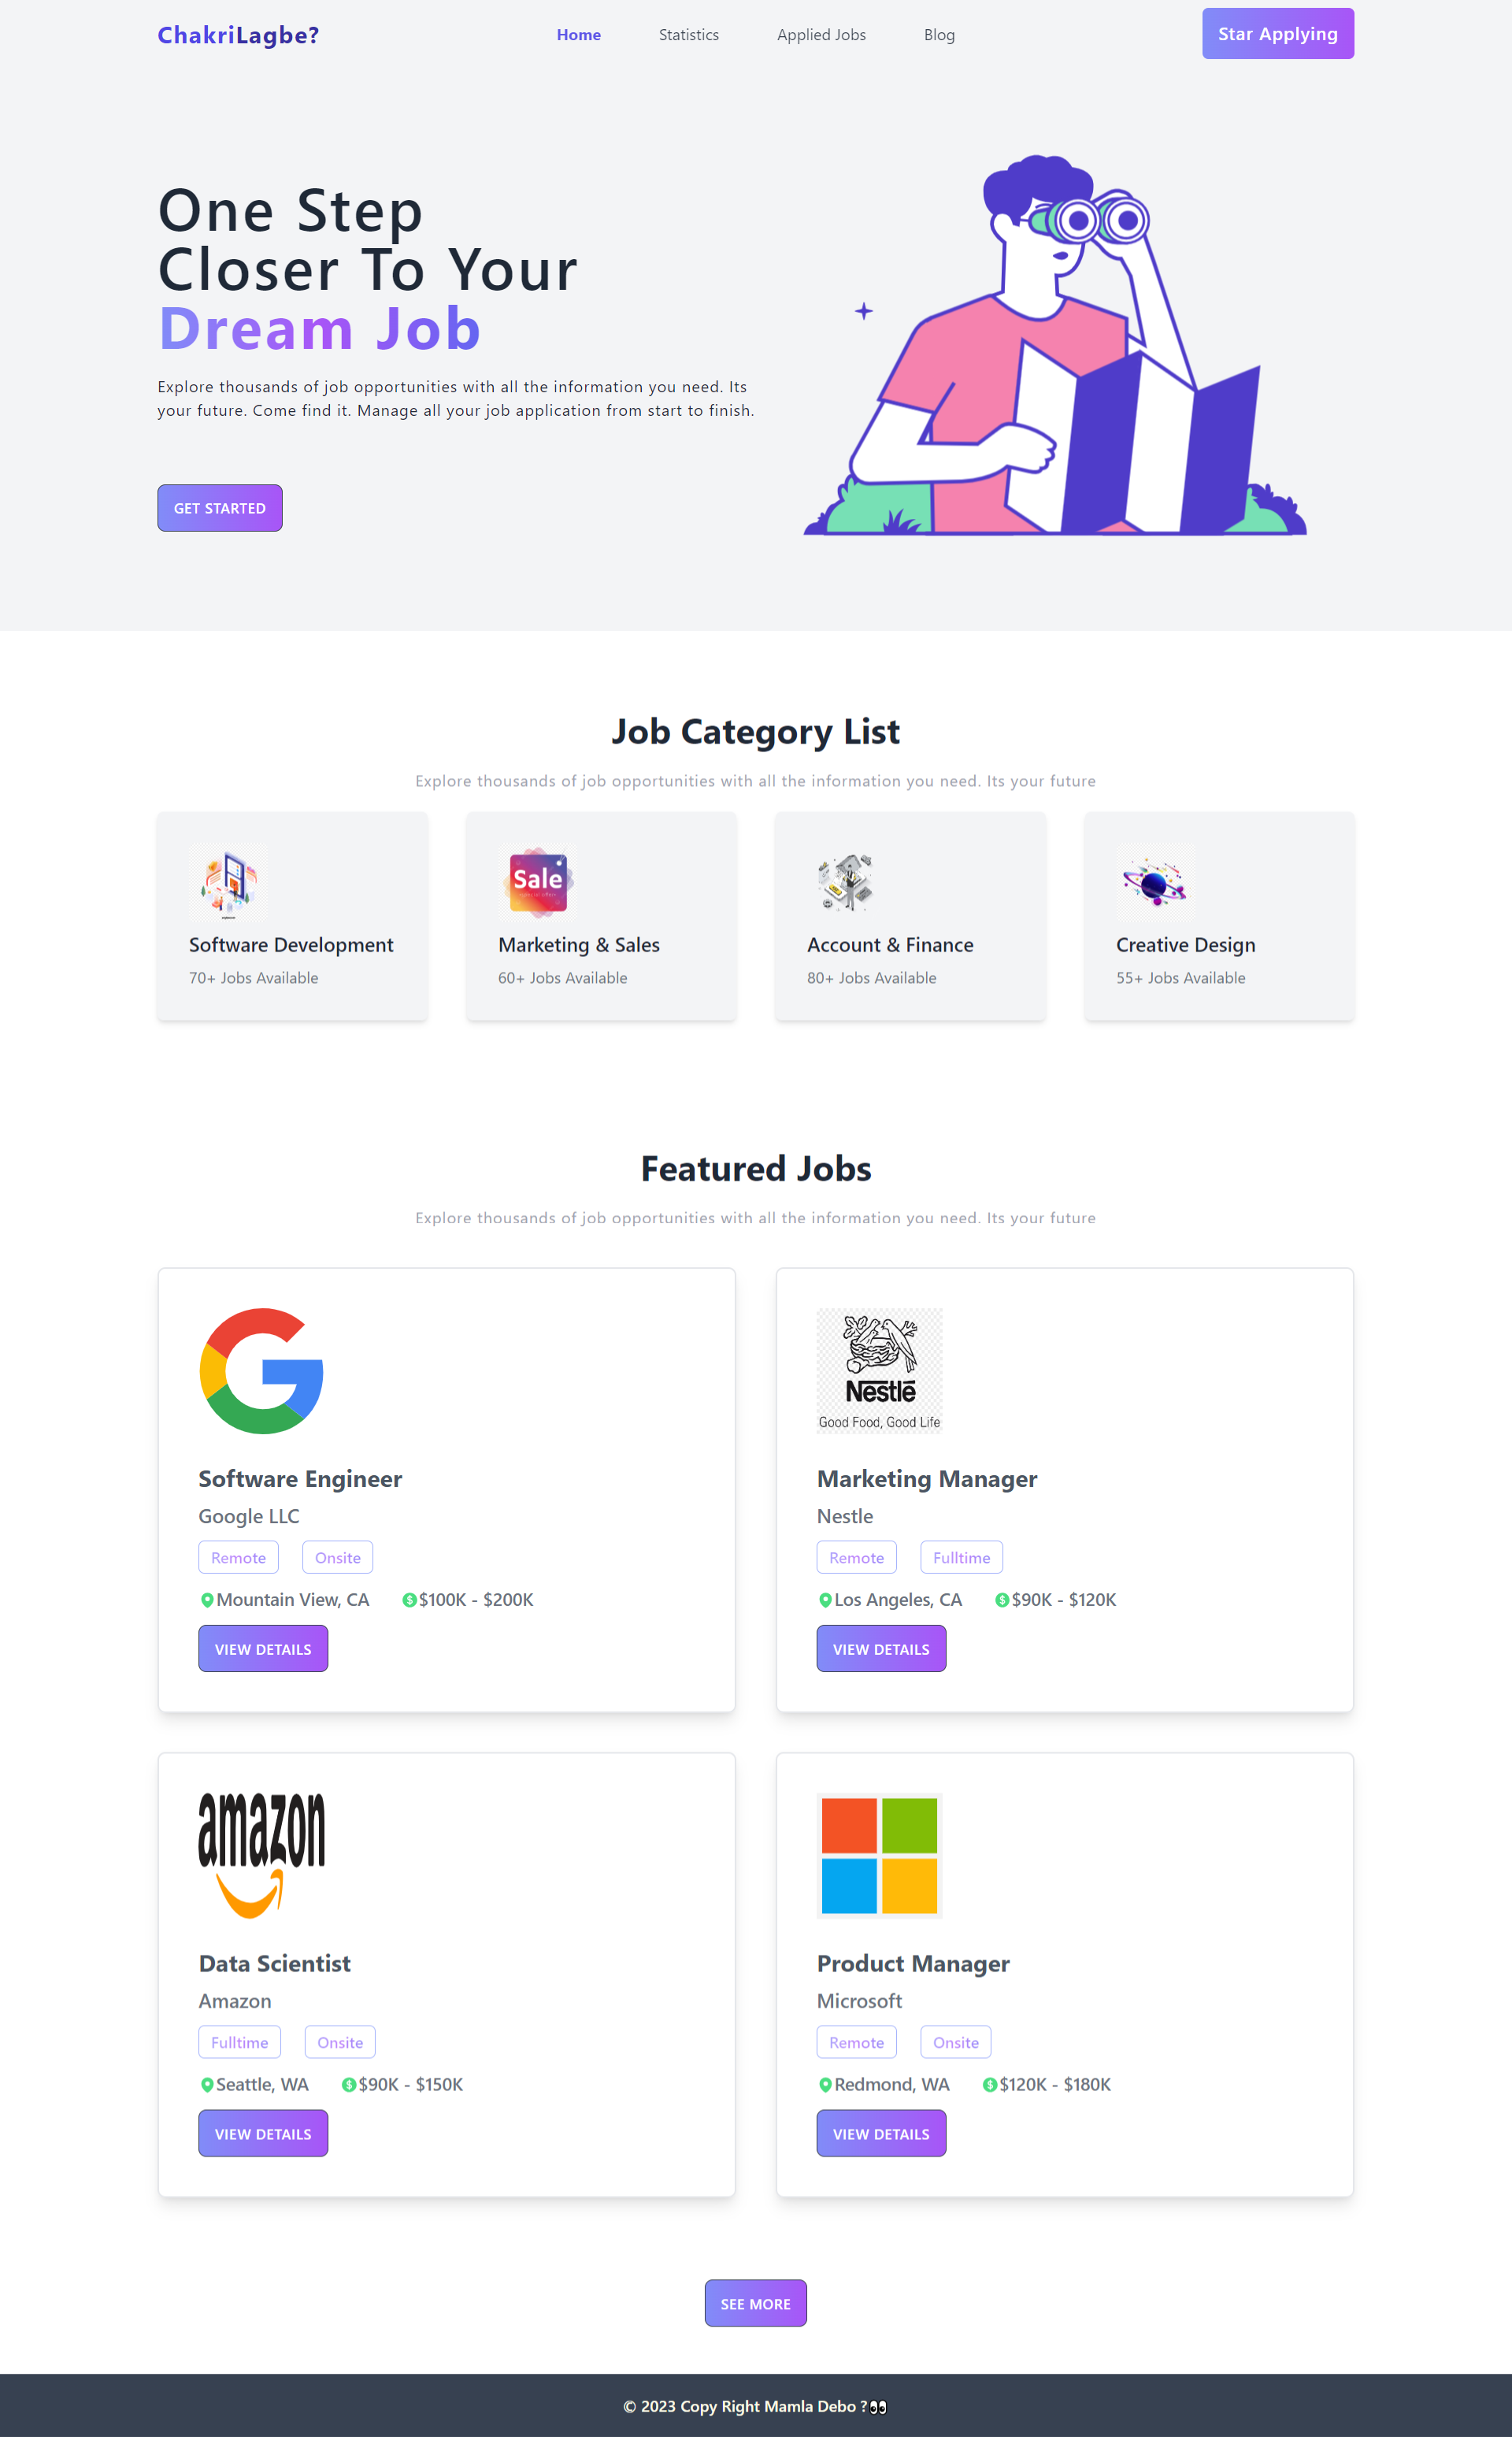 ChakriLagbe?
Home
Statistics
Applied Jobs
Blog
Star Applying
One Step
Closer To Your
Dream Job
Explore thousands of job opportunities with all the information you need. Its
your future. Come find it. Manage all your job application from start to finish.
GET STARTED
Job Category List
Explore thousands of job opportunities with all the information you need. Its your future
Software Development
70+ Jobs Available
Sale
Marketing & Sales
60+ Jobs Available
Account & Finance
80+ Jobs Available
Creative Design
55+ Jobs Available
Featured Jobs
Explore thousands of job opportunities with all the information you need. Its your future
Software Engineer
Google LLC
Remote
Onsite
Mountain View, CA
$100K - $200K
VIEW DETAILS
Nestlé
Good Food, Good Life
Marketing Manager
Nestle
Remote
Fulltime
Los Angeles, CA
$90K - $120K
VIEW DETAILS
amazon
Data Scientist
Amazon
Fulltime
Onsite
Seattle, WA
$90K - $150K
VIEW DETAILS
Product Manager
Microsoft
Remote
Onsite
Redmond, WA
$120K - $180K
VIEW DETAILS
SEE MORE
© 2023 Copy Right Mamla Debo ?👀